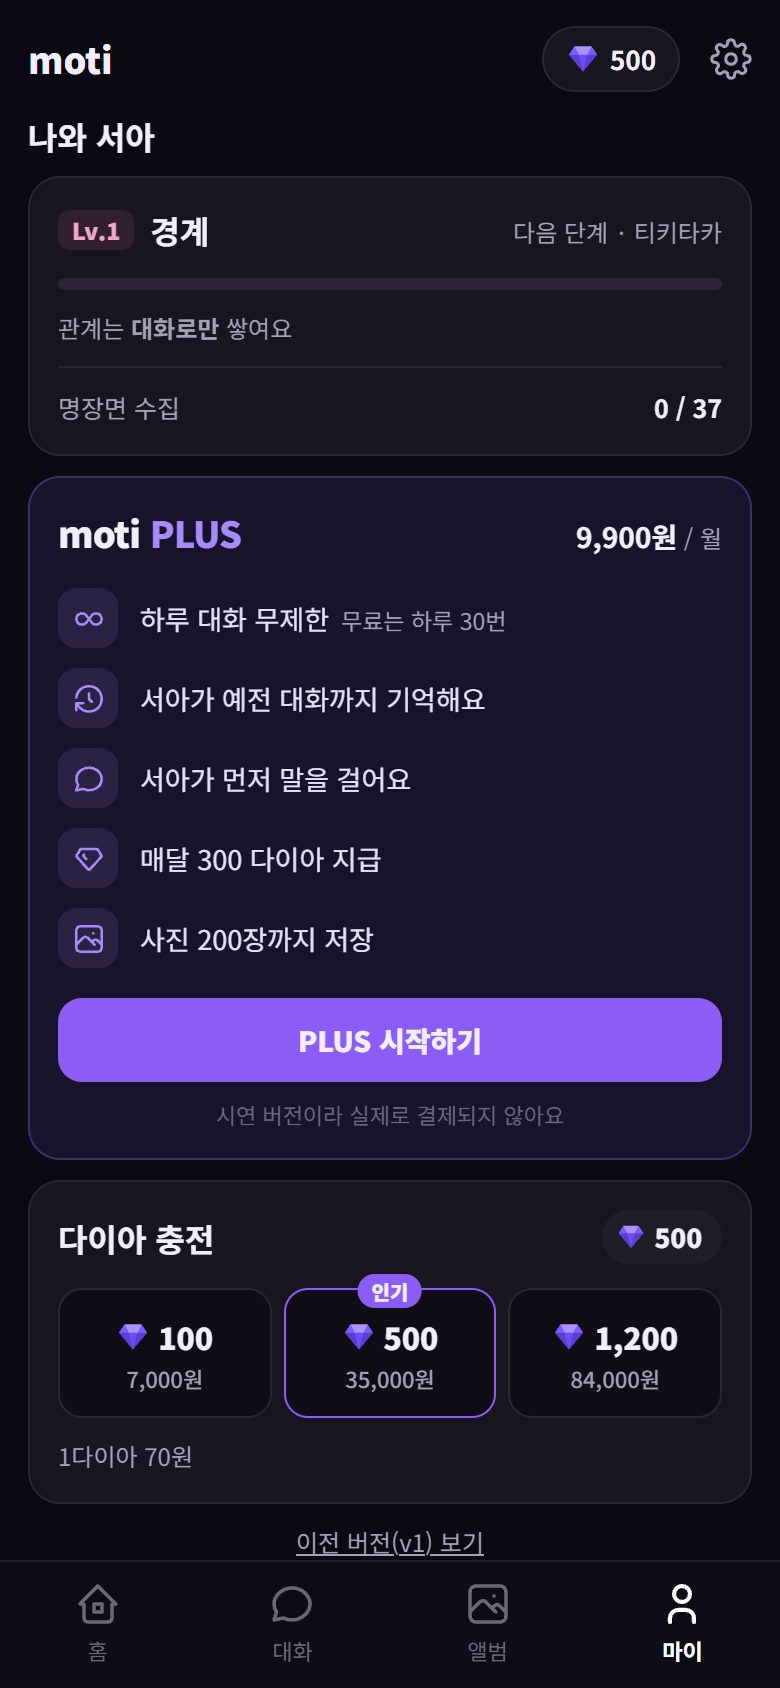 moti
500
나와 서아
Lv.1 경계
다음 단계 · 티키타카
관계는 대화로만 쌓여요
명장면 수집
0 / 37
moti PLUS
9,900원 / 월
하루 대화 무제한 무료는 하루 30번
서아가 예전 대화까지 기억해요
서아가 먼저 말을 걸어요
매달 300 다이아 지급
사진 200장까지 저장
PLUS 시작하기
시연 버전이라 실제로 결제되지 않아요
다이아 충전
500
100
7,000원
인기
500
35,000원
1,200
84,000원
1다이아 70원
이전 버전(v1) 보기
홈
대화
앨범
마이